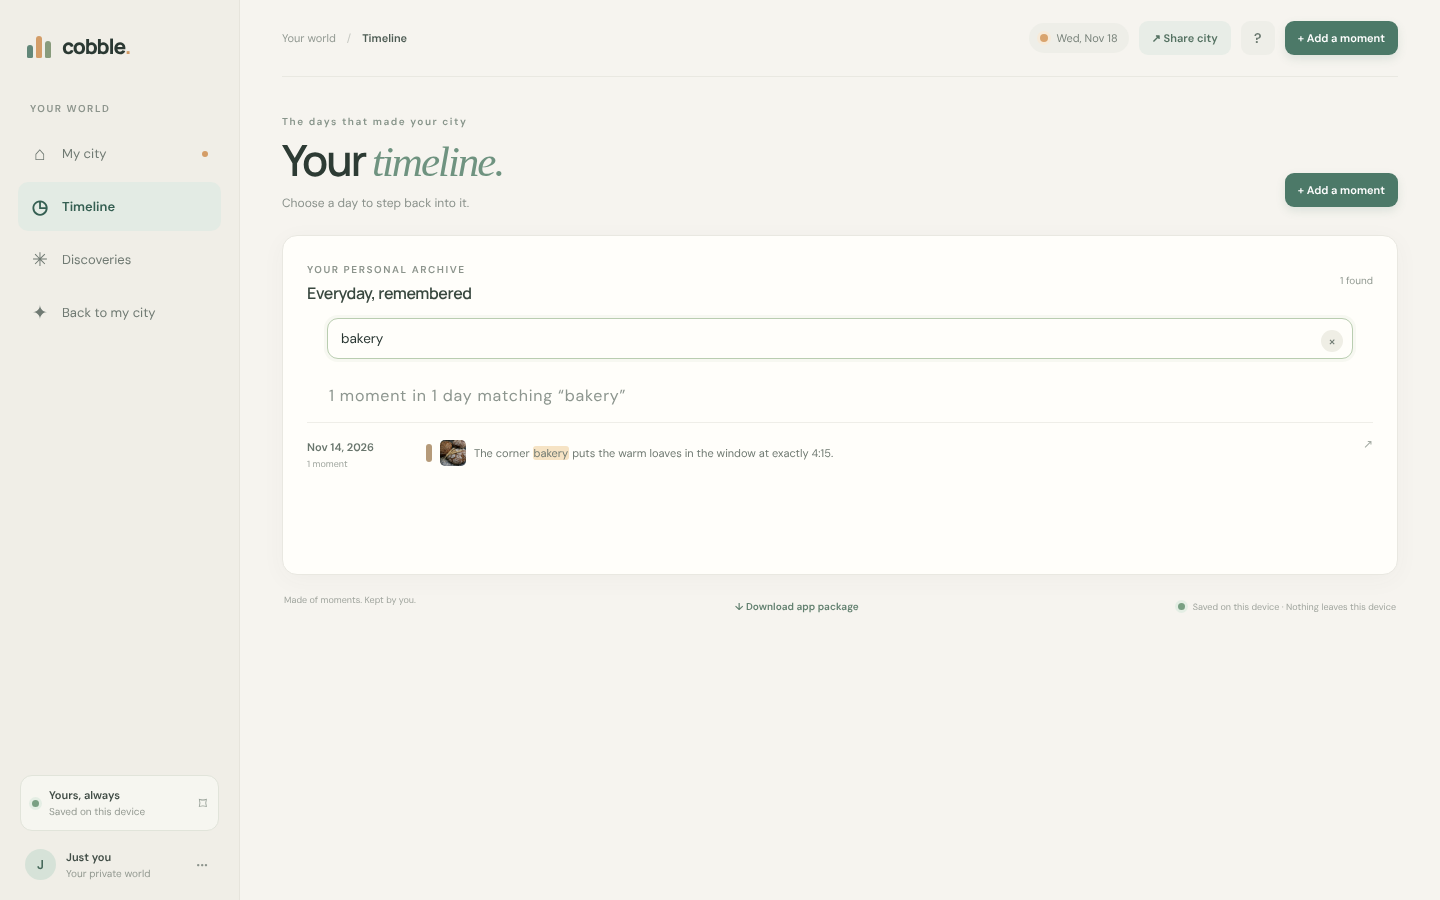 cobble.
YOUR WORLD
My city
Timeline
Discoveries
Back to my city
Yours, always
Saved on this device
J
Just you
Your private world
Your world / Timeline
Wed, Nov 18
↗ Share city
?
+ Add a moment
The days that made your city
Your timeline.
Choose a day to step back into it.
+ Add a moment
YOUR PERSONAL ARCHIVE
Everyday, remembered
1 found
bakery
×
1 moment in 1 day matching “bakery”
Nov 14, 2026
1 moment
The corner bakery puts the warm loaves in the window at exactly 4:15.
↗
Made of moments. Kept by you.
↓ Download app package
Saved on this device · Nothing leaves this device